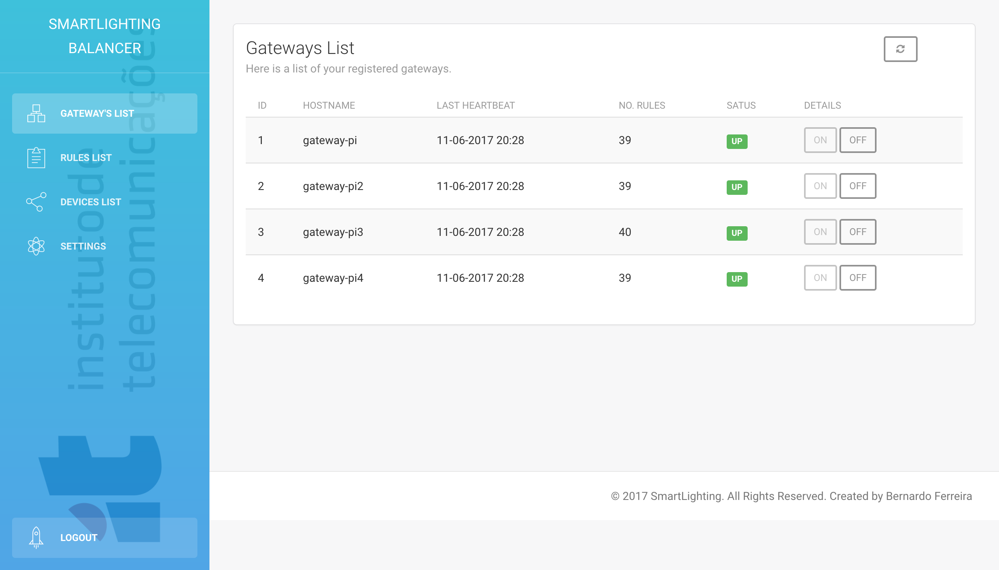 SMARTLIGHTING
BALANCER
GATEWAY'S LIST
RULES LIST
DEVICES LIST
SETTINGS
instituto de
telecomunicações
it
LOGOUT
Gateways List
Here is a list of your registered gateways.
ID HOSTNAME LAST HEARTBEAT NO. RULES SATUS DETAILS
1 gateway-pi 11-06-2017 20:28 39 UP ON OFF
2 gateway-pi2 11-06-2017 20:28 39 UP ON OFF
3 gateway-pi3 11-06-2017 20:28 40 UP ON OFF
4 gateway-pi4 11-06-2017 20:28 39 UP ON OFF
© 2017 SmartLighting. All Rights Reserved. Created by Bernardo Ferreira